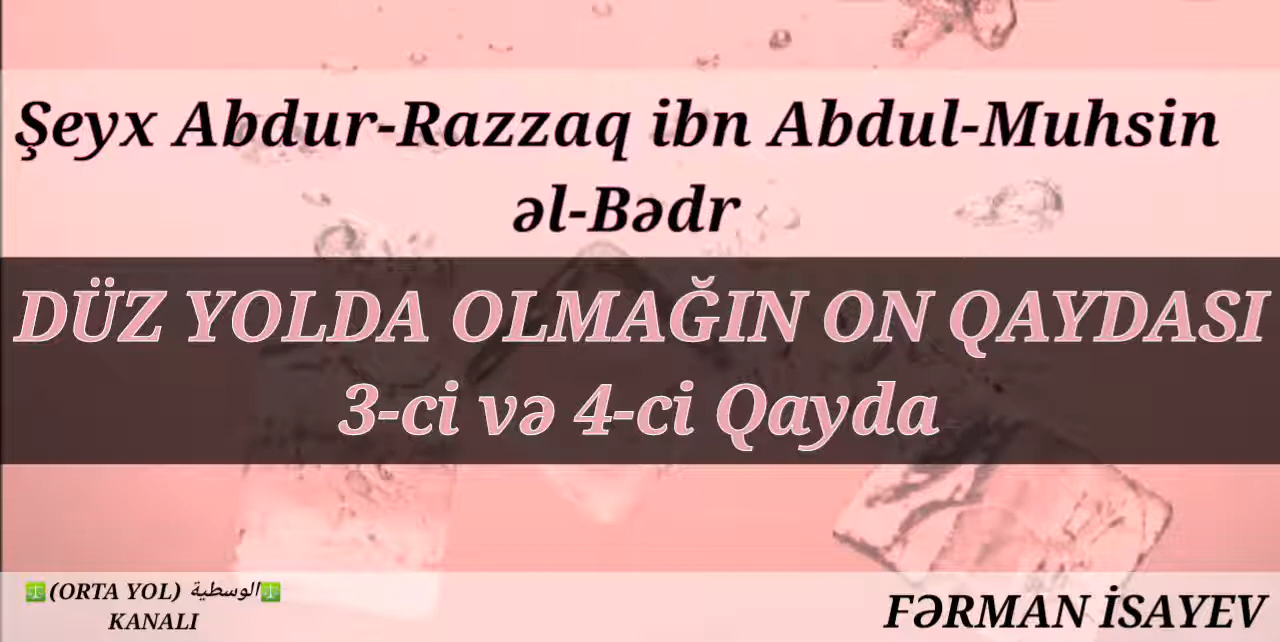 Şeyx Abdur-Razzaq ibn Abdul-Muhsin
əl-Bədr
DÜZ YOLDA OLMAĞIN ON QAYDASI
3-ci və 4-ci Qayda
(ORTA YOL) الوسطية
KANALI
FƏRMAN İSAYEV